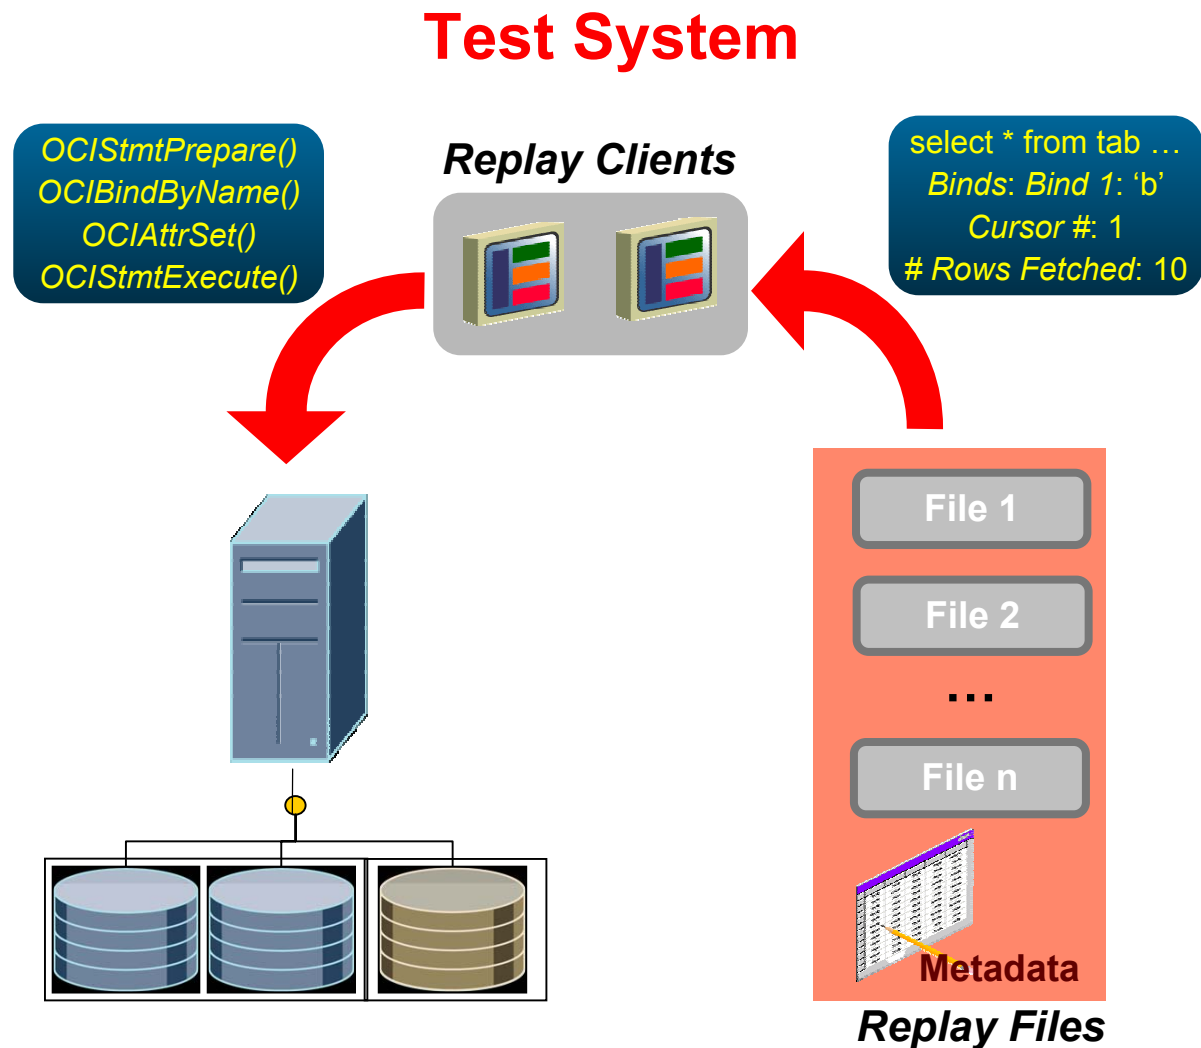 Test System
OCIStmtPrepare()
OCIBindByName()
OCIAttrSet()
OCIStmtExecute()
Replay Clients
select * from tab …
Binds: Bind 1: ‘b’
Cursor #: 1
# Rows Fetched: 10
File 1
File 2
…
File n
Metadata
Replay Files